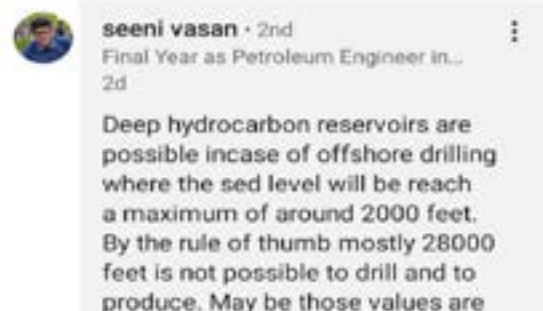 seeni vasan · 2nd
Final Year as Petroleum Engineer in...
2d
Deep hydrocarbon reservoirs are
possible incase of offshore drilling
where the sed level will be reach
a maximum of around 2000 feet.
By the rule of thumb mostly 28000
feet is not possible to drill and to
produce. May be those values are